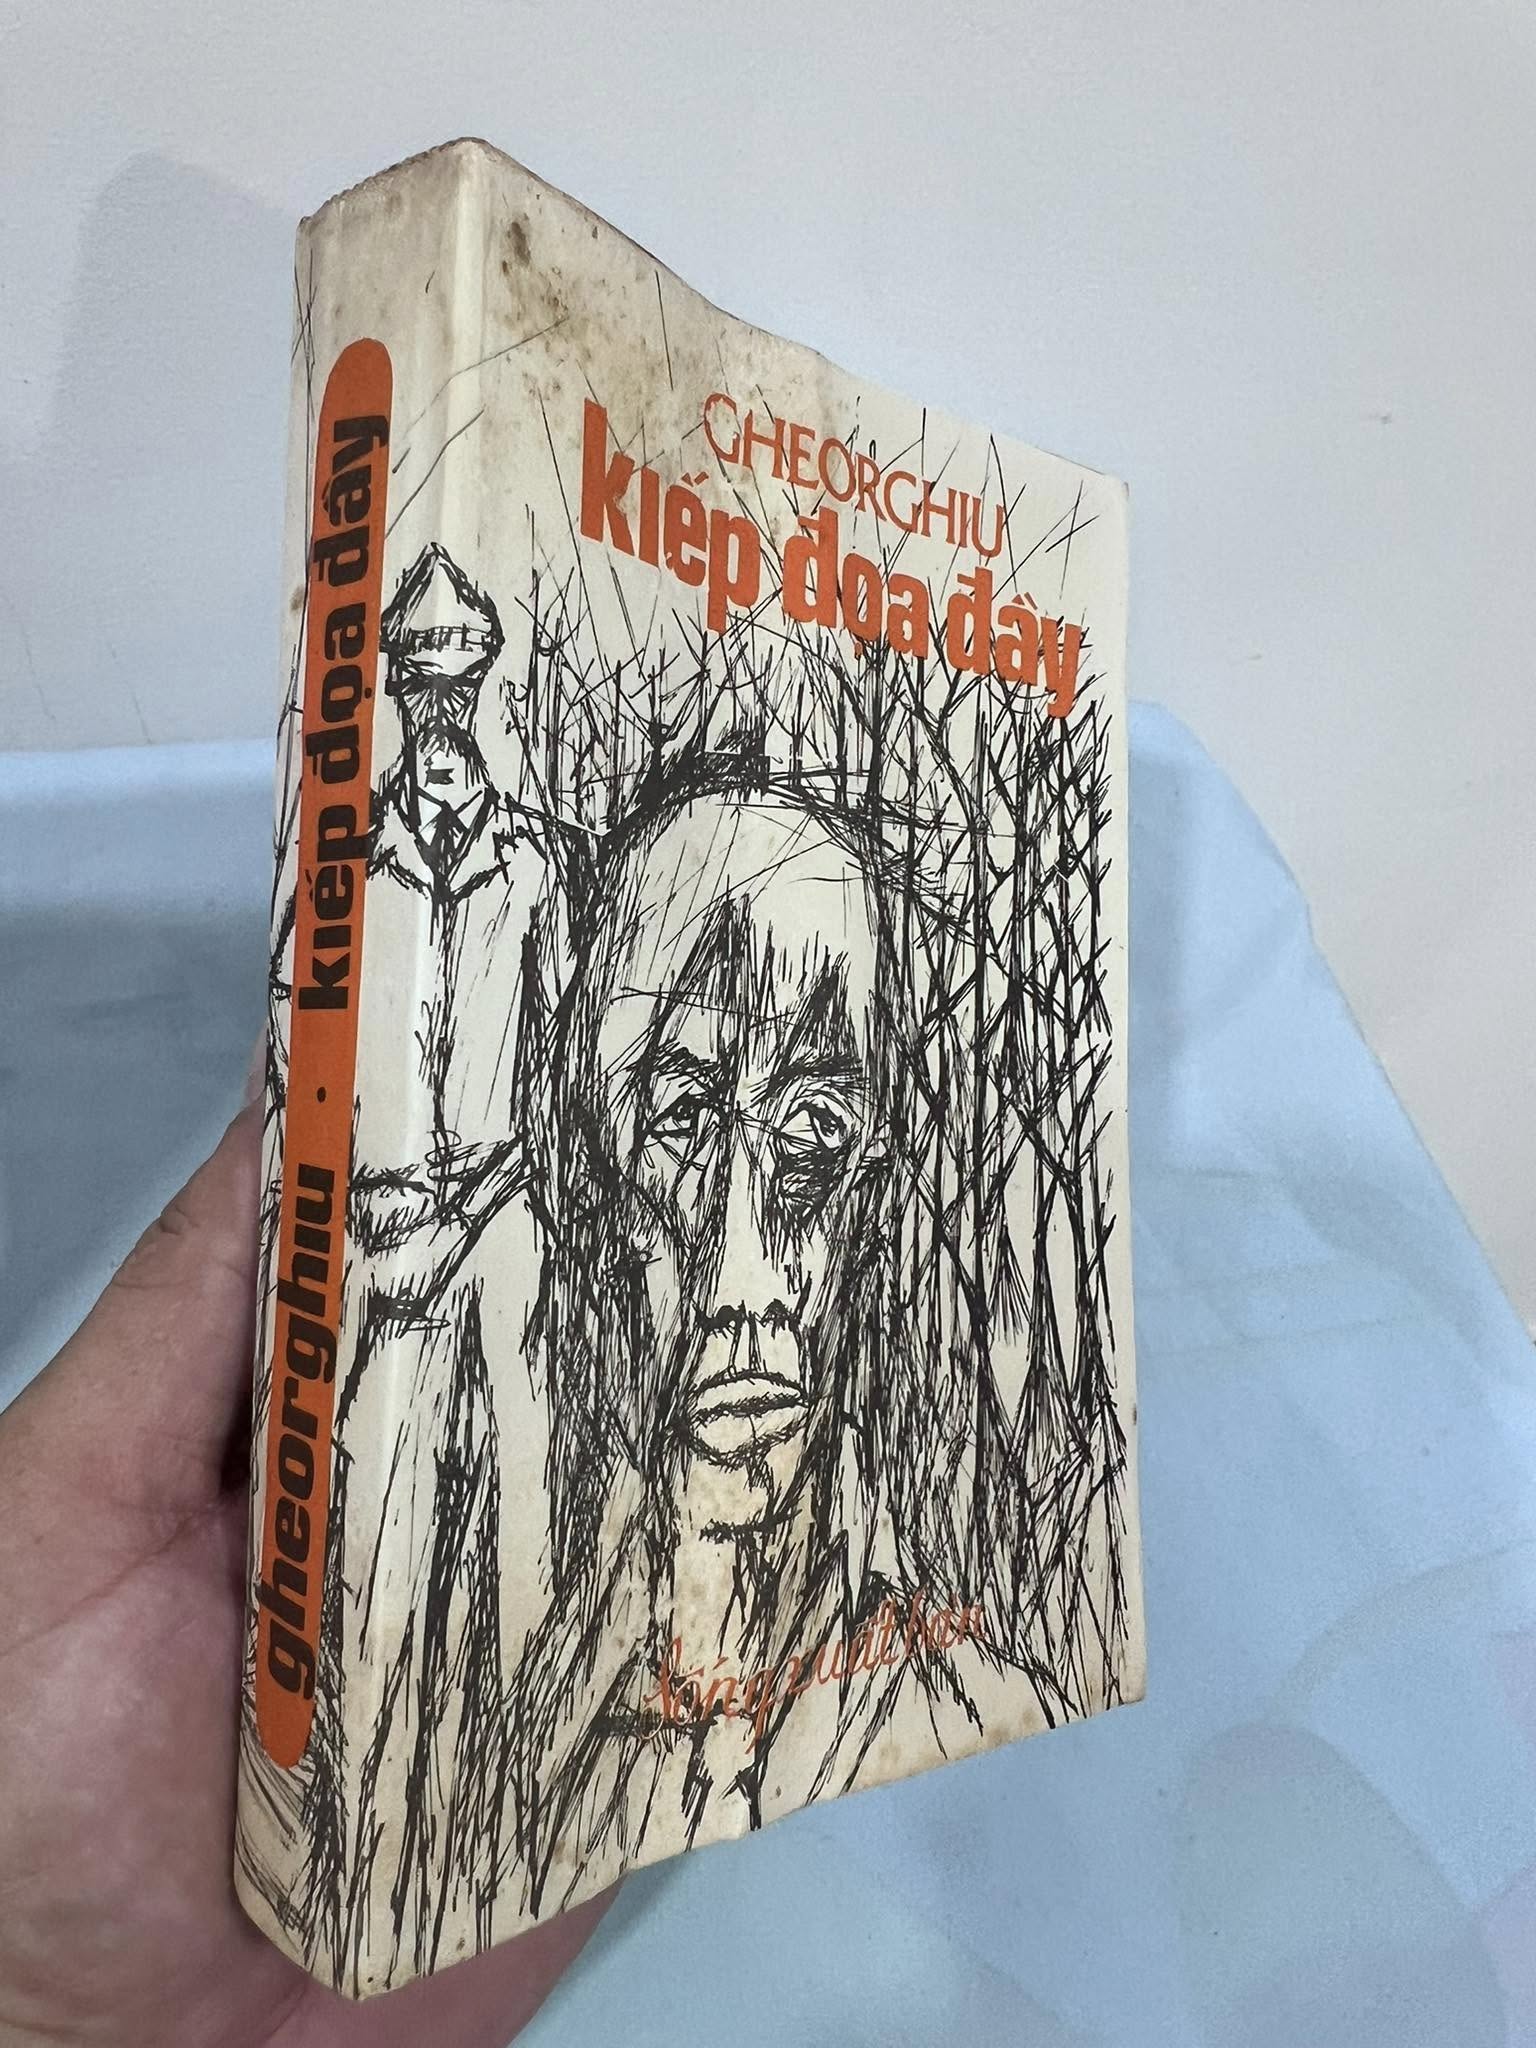 gheorghiu • kiếp đọa đầy
GHEORGHIU
kiếp đọa đầy
Sống xuất bản